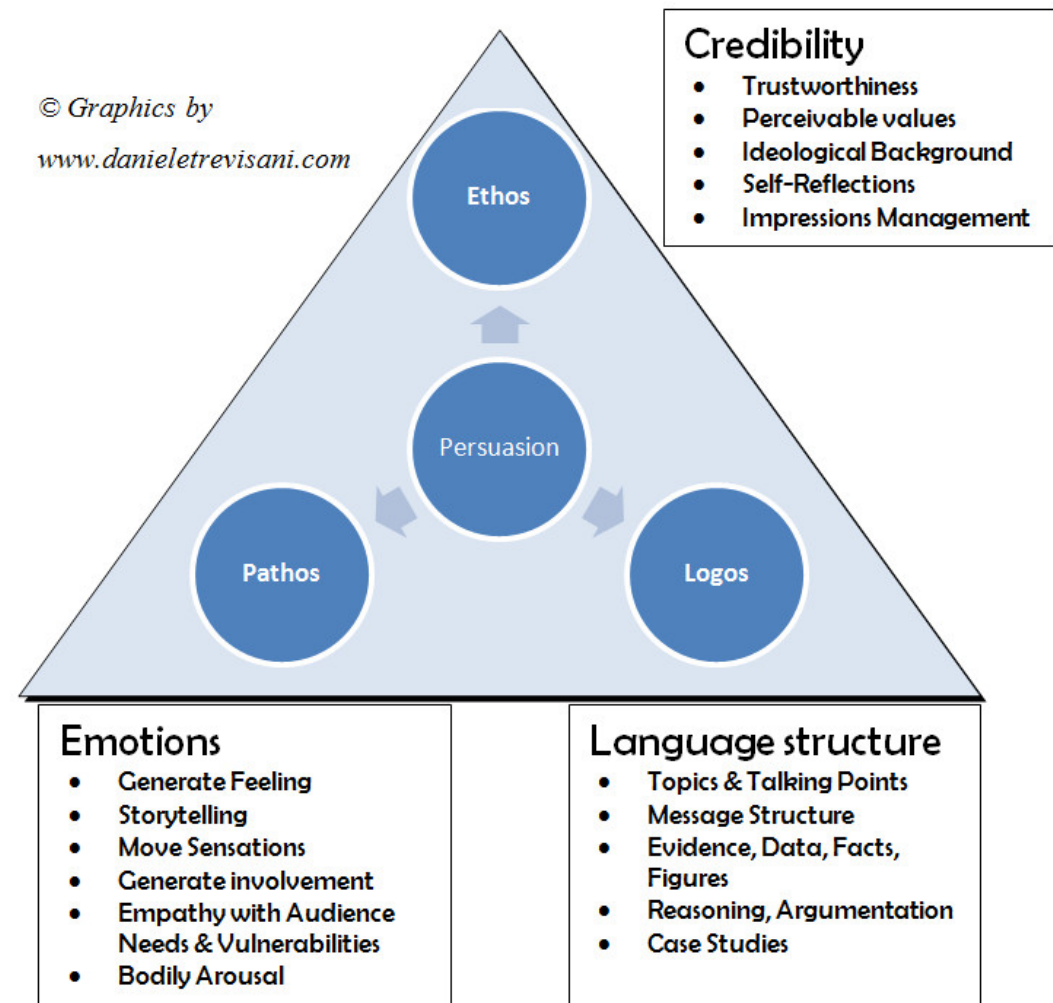 © Graphics by
www.danieletrevisani.com
Credibility
• Trustworthiness
• Perceivable values
• Ideological Background
• Self-Reflections
• Impressions Management
Ethos
Persuasion
Pathos
Logos
Emotions
• Generate Feeling
• Storytelling
• Move Sensations
• Generate involvement
• Empathy with Audience
Needs & Vulnerabilities
• Bodily Arousal
Language structure
• Topics & Talking Points
• Message Structure
• Evidence, Data, Facts,
Figures
• Reasoning, Argumentation
• Case Studies